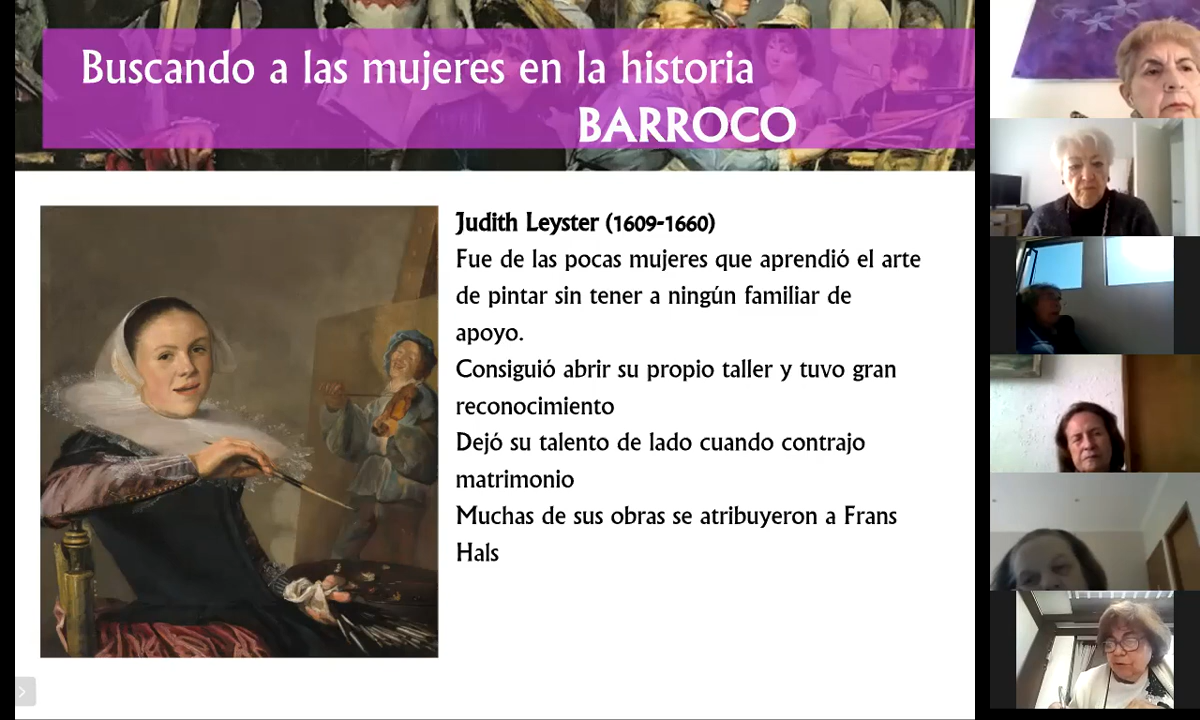 Buscando a las mujeres en la historia
BARROCO
Judith Leyster (1609-1660)
Fue de las pocas mujeres que aprendió el arte
de pintar sin tener a ningún familiar de
apoyo.
Consiguió abrir su propio taller y tuvo gran
reconocimiento
Dejó su talento de lado cuando contrajo
matrimonio
Muchas de sus obras se atribuyeron a Frans
Hals